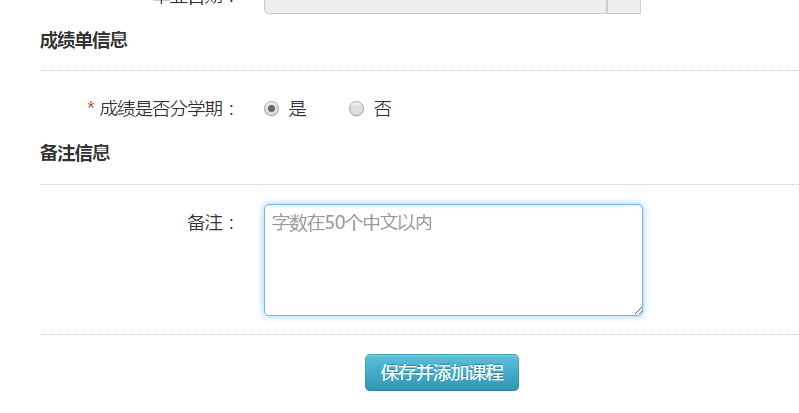 成绩单信息
* 成绩是否分学期： 是 否
备注信息
备注： 字数在50个中文以内
保存并添加课程